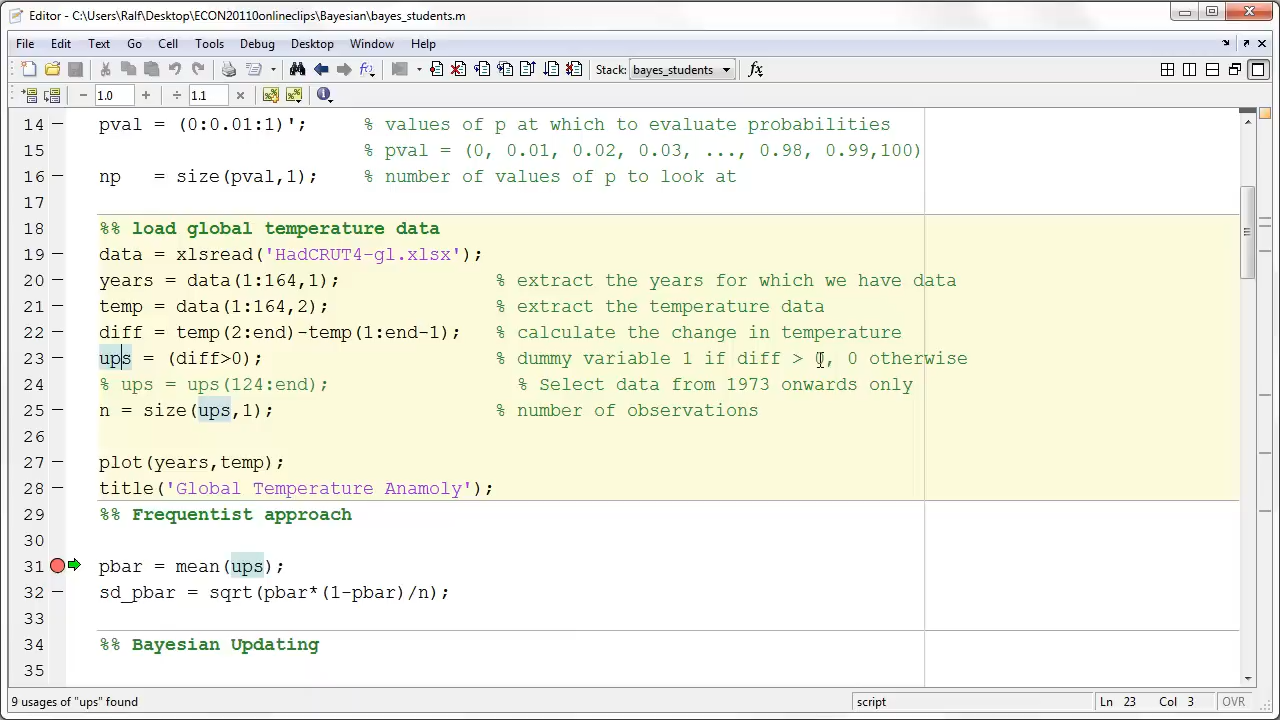 Editor - C:\Users\Ralf\Desktop\ECON20110onlineclips\Bayesian\bayes_students.m
File Edit Text Go Cell Tools Debug Desktop Window Help
Stack: bayes_students
1.0 1.1
14 pval = (0:0.01:1)'; % values of p at which to evaluate probabilities
15 % pval = (0, 0.01, 0.02, 0.03, ..., 0.98, 0.99,100)
16 np = size(pval,1); % number of values of p to look at
17
18 %% load global temperature data
19 data = xlsread('HadCRUT4-gl.xlsx');
20 years = data(1:164,1); % extract the years for which we have data
21 temp = data(1:164,2); % extract the temperature data
22 diff = temp(2:end)-temp(1:end-1); % calculate the change in temperature
23 ups = (diff>0); % dummy variable 1 if diff > 0, 0 otherwise
24 % ups = ups(124:end); % Select data from 1973 onwards only
25 n = size(ups,1); % number of observations
26
27 plot(years,temp);
28 title('Global Temperature Anamoly');
29 %% Frequentist approach
30
31 pbar = mean(ups);
32 sd_pbar = sqrt(pbar*(1-pbar)/n);
33
34 %% Bayesian Updating
35
9 usages of "ups" found script Ln 23 Col 3 OVR